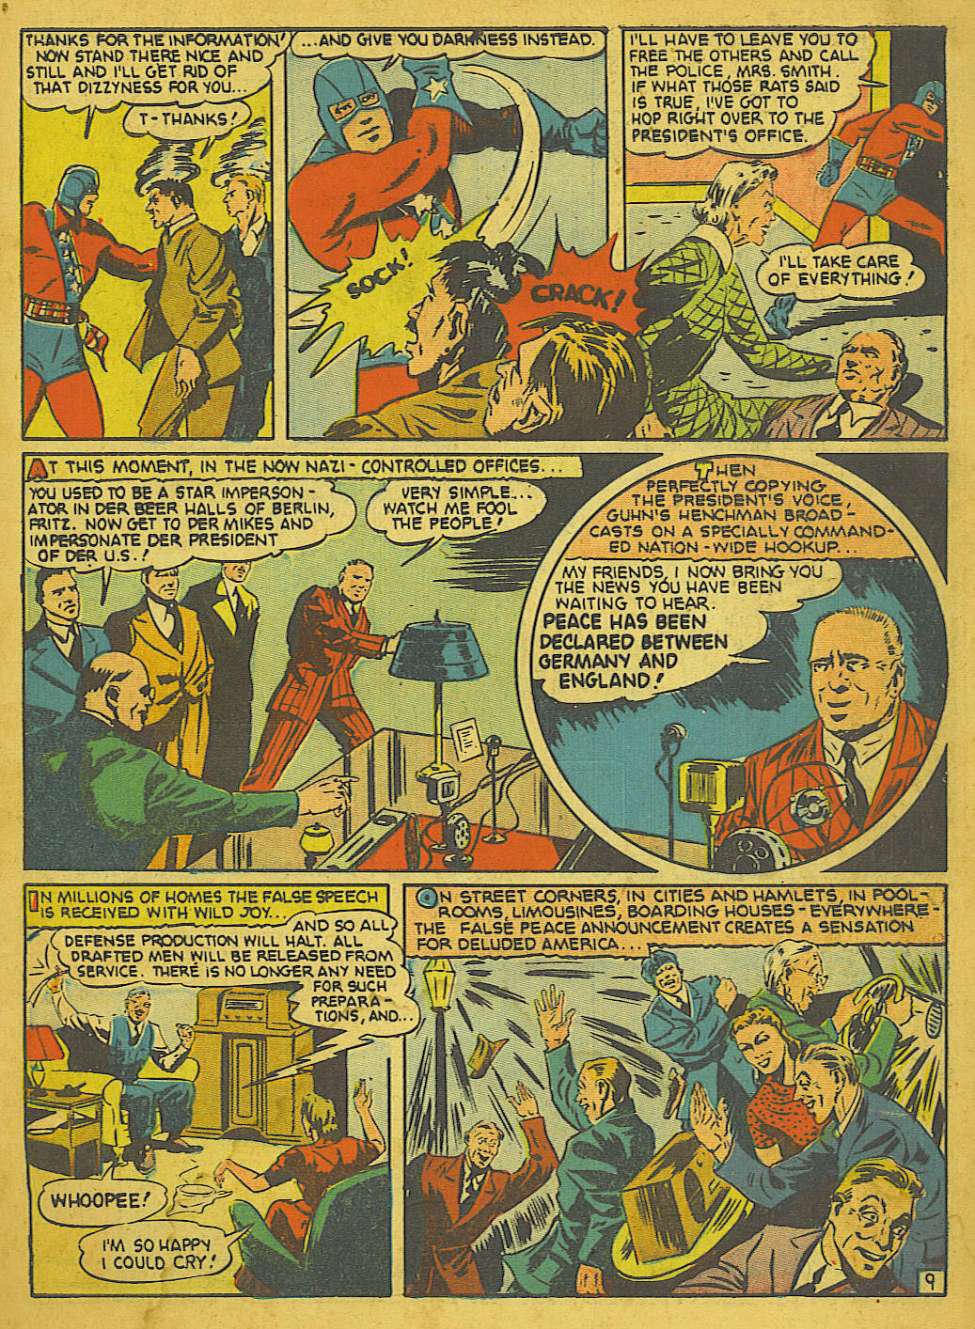 THANKS FOR THE INFORMATION!
NOW STAND THERE NICE AND
STILL AND I'LL GET RID OF
THAT DIZZYNESS FOR YOU...
T-THANKS!
...AND GIVE YOU DARKNESS INSTEAD.
SOCK!
CRACK!
I'LL HAVE TO LEAVE YOU TO
FREE THE OTHERS AND CALL
THE POLICE, MRS. SMITH.
IF WHAT THOSE RATS SAID
IS TRUE, I'VE GOT TO
HOP RIGHT OVER TO THE
PRESIDENT'S OFFICE.
I'LL TAKE CARE
OF EVERYTHING!
AT THIS MOMENT, IN THE NOW NAZI-CONTROLLED OFFICES...
YOU USED TO BE A STAR IMPERSON-
ATOR IN DER BEER HALLS OF BERLIN,
FRITZ. NOW GET TO DER MIKES AND
IMPERSONATE DER PRESIDENT
OF DER U.S.!
VERY SIMPLE...
WATCH ME FOOL
THE PEOPLE!
THEN
PERFECTLY COPYING
THE PRESIDENT'S VOICE,
GUHN'S HENCHMAN BROAD-
CASTS ON A SPECIALLY COMMAND-
ED NATION-WIDE HOOKUP...
MY FRIENDS, I NOW BRING YOU
THE NEWS YOU HAVE BEEN
WAITING TO HEAR.
PEACE HAS BEEN
DECLARED BETWEEN
GERMANY AND
ENGLAND!
IN MILLIONS OF HOMES THE FALSE SPEECH
IS RECEIVED WITH WILD JOY...
AND SO ALL
DEFENSE PRODUCTION WILL HALT. ALL
DRAFTED MEN WILL BE RELEASED FROM
SERVICE. THERE IS NO LONGER ANY NEED
FOR SUCH
PREPARA-
TIONS, AND...
WHOOPEE!
I'M SO HAPPY
I COULD CRY!
ON STREET CORNERS, IN CITIES AND HAMLETS, IN POOL-
ROOMS, LIMOUSINES, BOARDING HOUSES-EVERYWHERE-
THE FALSE PEACE ANNOUNCEMENT CREATES A SENSATION
FOR DELUDED AMERICA...
9